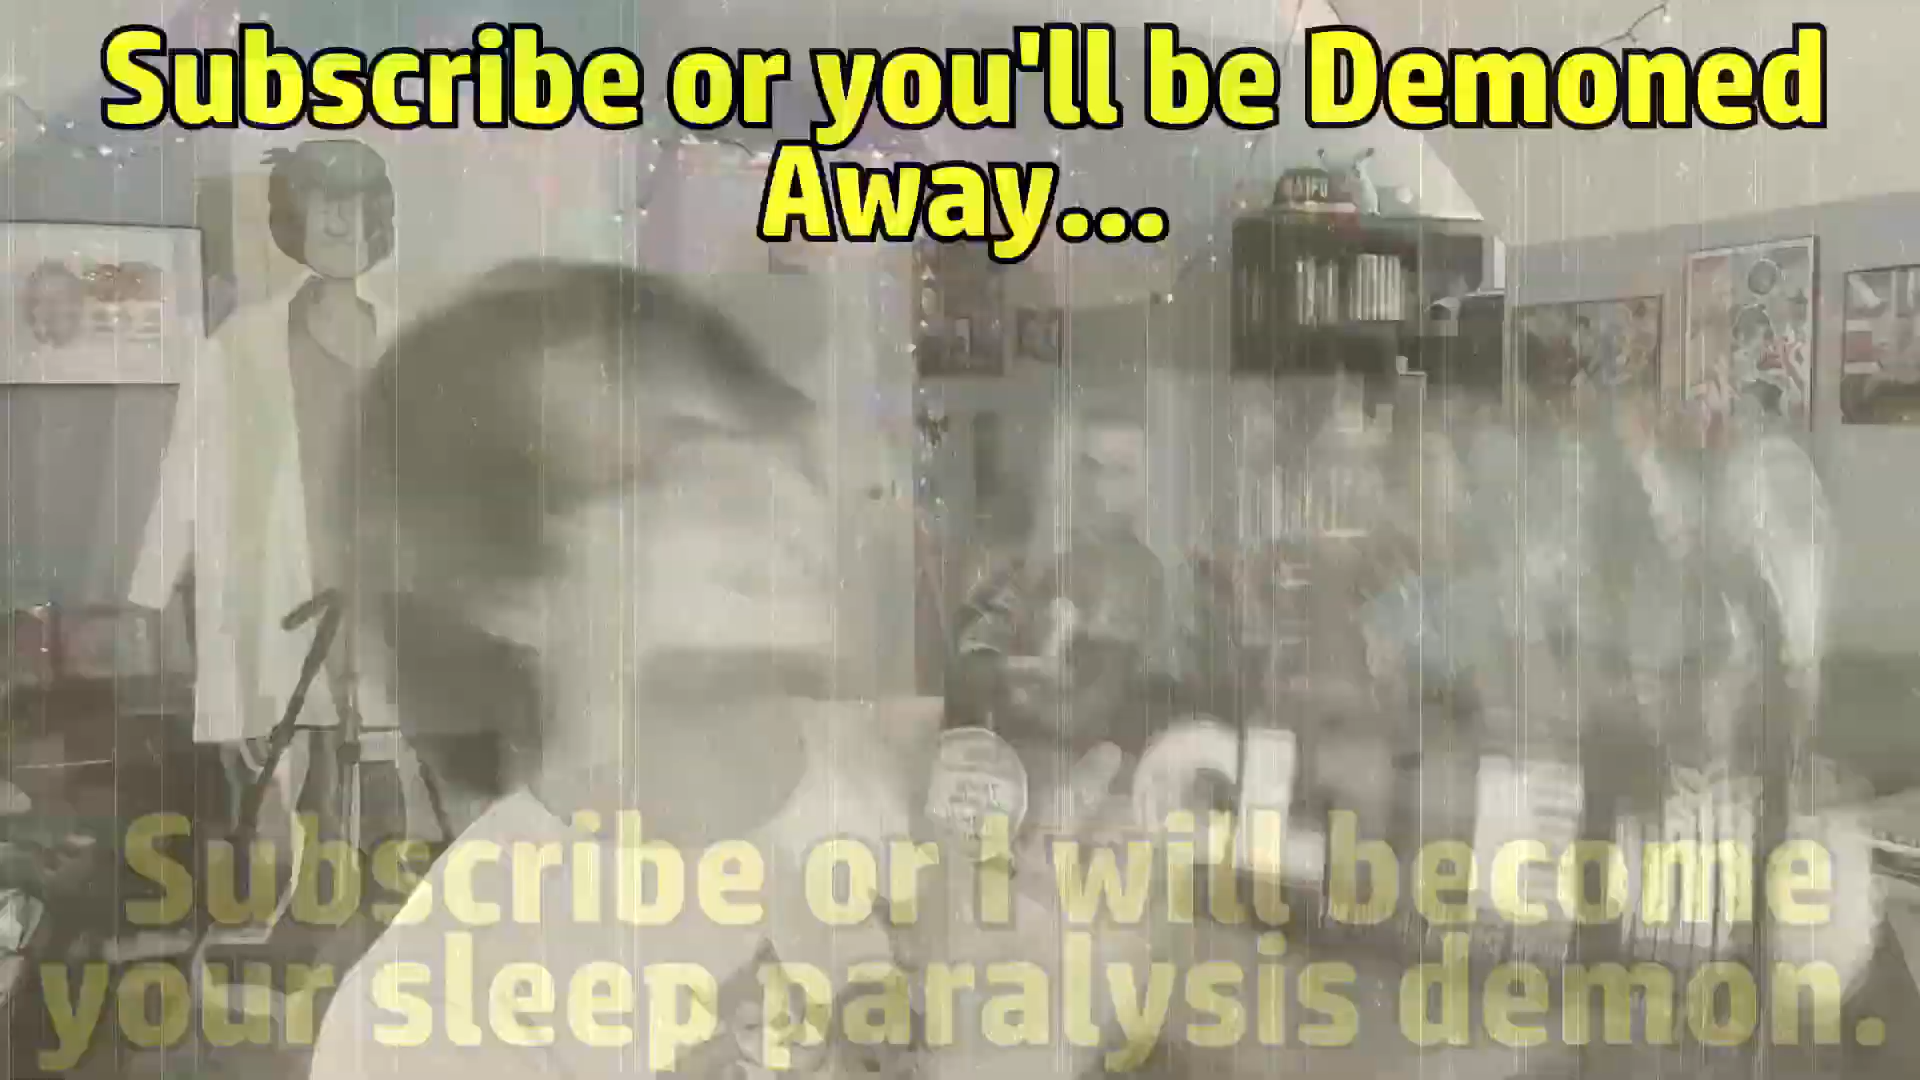 Subscribe or you'll be Demoned
Away...
Subscribe or i will become
your sleep paralysis demon.